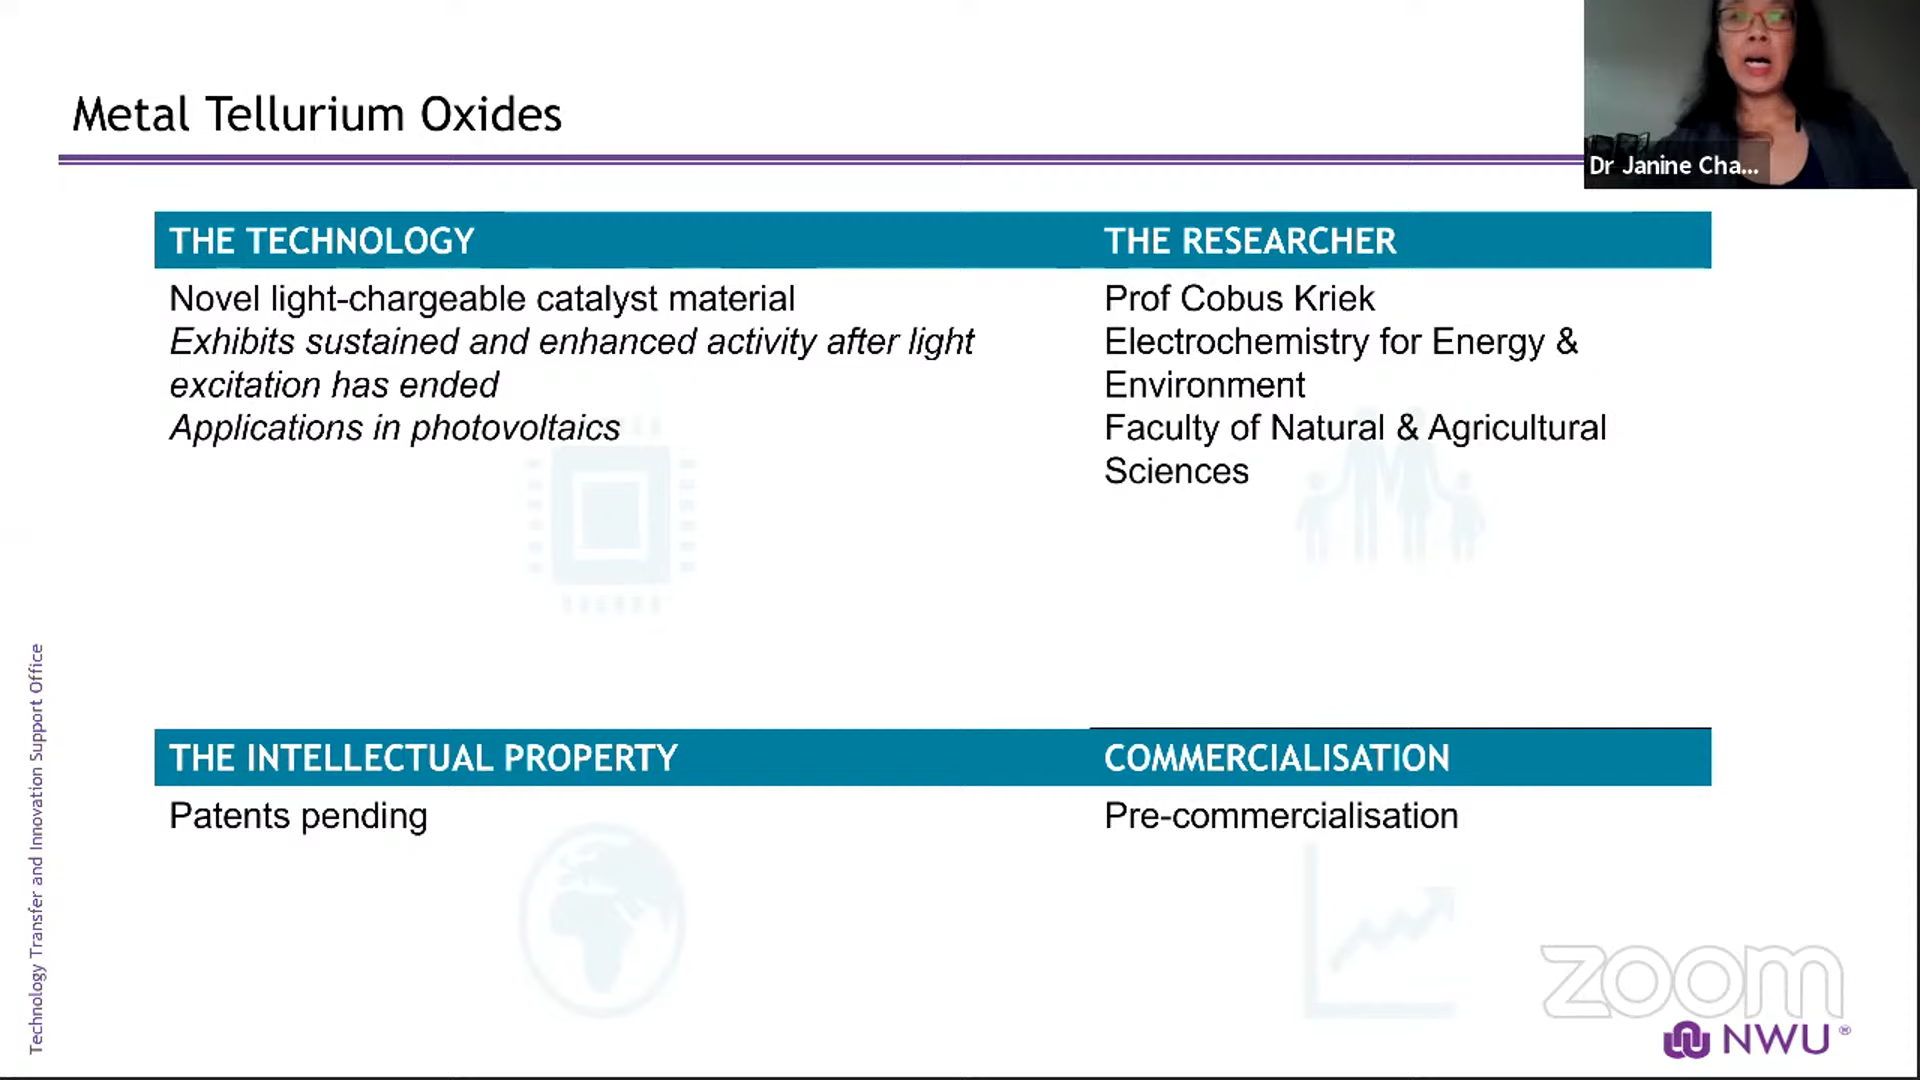 Metal Tellurium Oxides
Dr Janine Cha...
THE TECHNOLOGY
Novel light-chargeable catalyst material
Exhibits sustained and enhanced activity after light
excitation has ended
Applications in photovoltaics
THE RESEARCHER
Prof Cobus Kriek
Electrochemistry for Energy &
Environment
Faculty of Natural & Agricultural
Sciences
THE INTELLECTUAL PROPERTY
Patents pending
COMMERCIALISATION
Pre-commercialisation
Technology Transfer and Innovation Support Office
zoom
NWU®